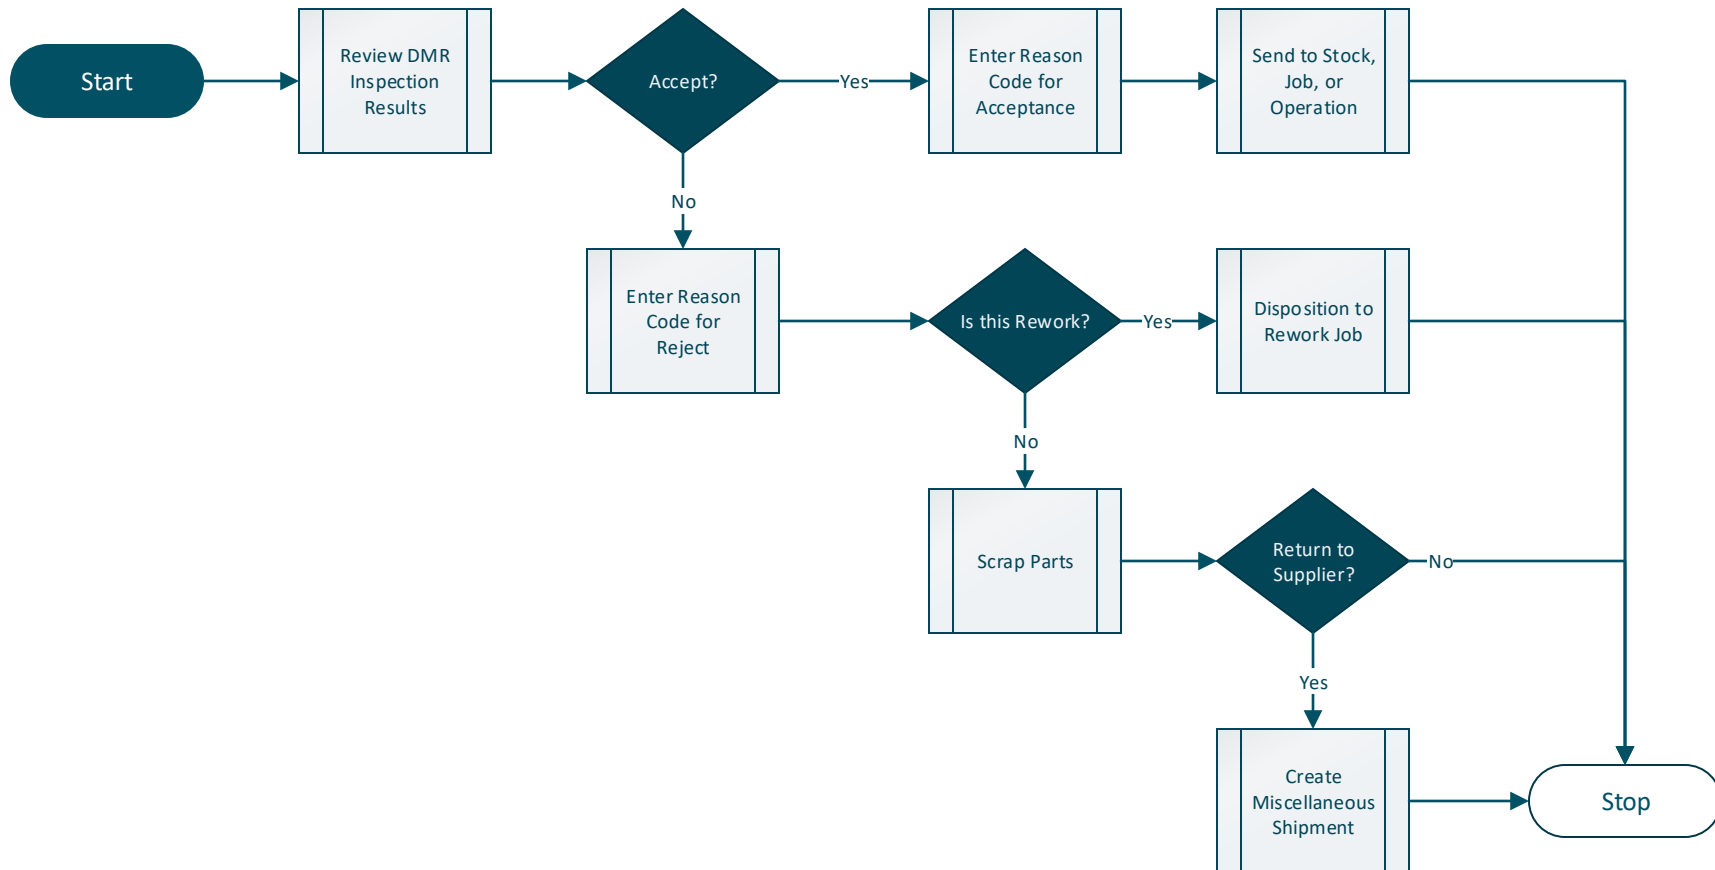 Start
Review DMR
Inspection
Results
Accept?
Yes
Enter Reason
Code for
Acceptance
Send to Stock,
Job, or
Operation
No
Enter Reason
Code for
Reject
Is this Rework?
Yes
Disposition to
Rework Job
No
Scrap Parts
Return to
Supplier?
No
Yes
Create
Miscellaneous
Shipment
Stop